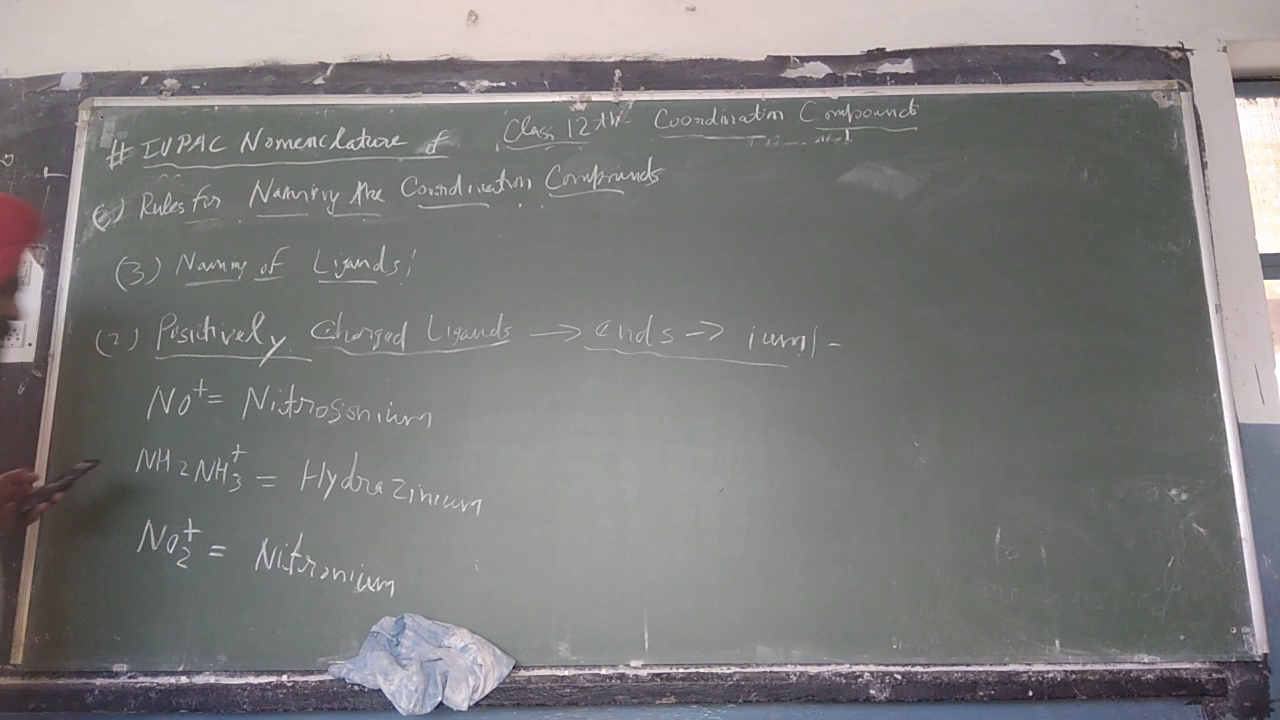 # IUPAC Nomenclature of Class 12th Coordination Compounds
Rules for Naming the Coordination Compounds
(3) Naming of Ligands:
(2) Positively Charged Ligands → ends → ium/-
No⁺ = Nitrosonium
NH2NH₃⁺ = Hydrazinium
No₂⁺ = Nitronium